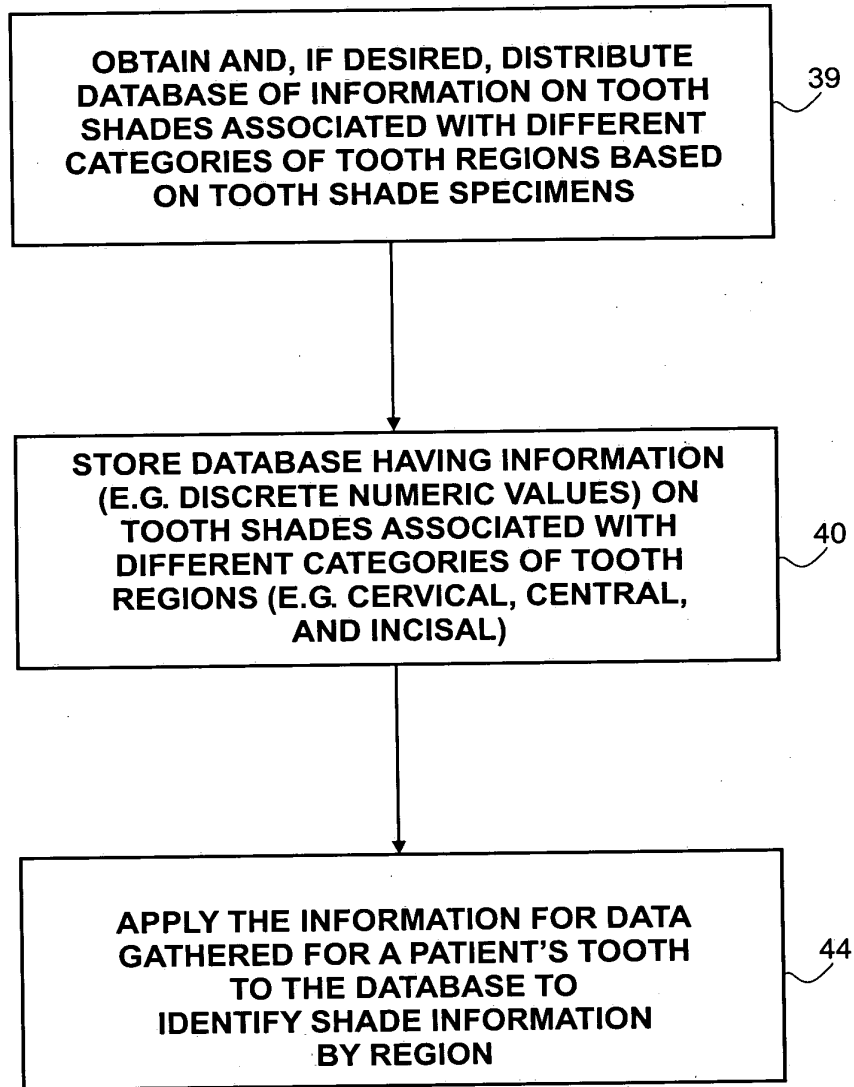 OBTAIN AND, IF DESIRED, DISTRIBUTE
DATABASE OF INFORMATION ON TOOTH
SHADES ASSOCIATED WITH DIFFERENT
CATEGORIES OF TOOTH REGIONS BASED
ON TOOTH SHADE SPECIMENS
39
STORE DATABASE HAVING INFORMATION
(E.G. DISCRETE NUMERIC VALUES) ON
TOOTH SHADES ASSOCIATED WITH
DIFFERENT CATEGORIES OF TOOTH
REGIONS (E.G. CERVICAL, CENTRAL,
AND INCISAL)
40
APPLY THE INFORMATION FOR DATA
GATHERED FOR A PATIENT'S TOOTH
TO THE DATABASE TO
IDENTIFY SHADE INFORMATION
BY REGION
44